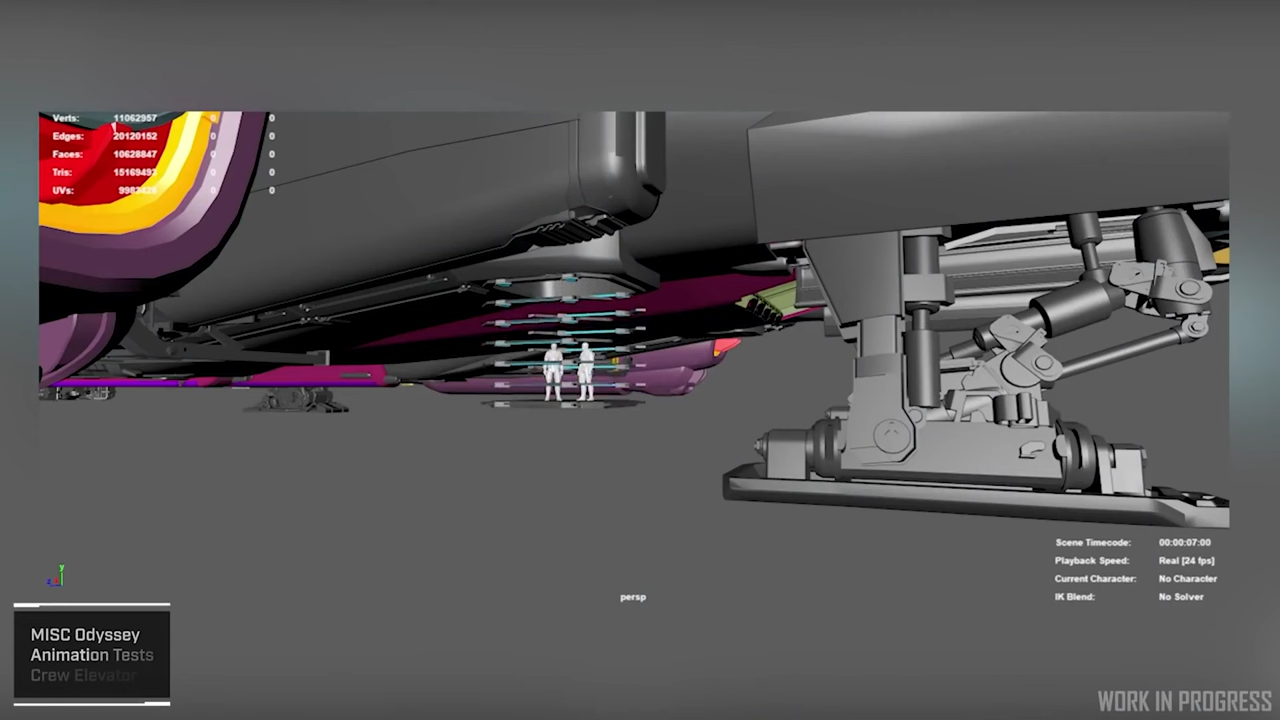 Verts: 11062957 0 0
Edges: 20120152 0 0
Faces: 10628847 0 0
Tris: 15169493 0 0
UVs: 0 0
Scene Timecode: 00:00:07:00
Playback Speed: Real [24 fps]
Current Character: No Character
IK Blend: No Solver
y
z
persp
MISC Odyssey
Animation Tests
Crew Elevator
WORK IN PROGRESS